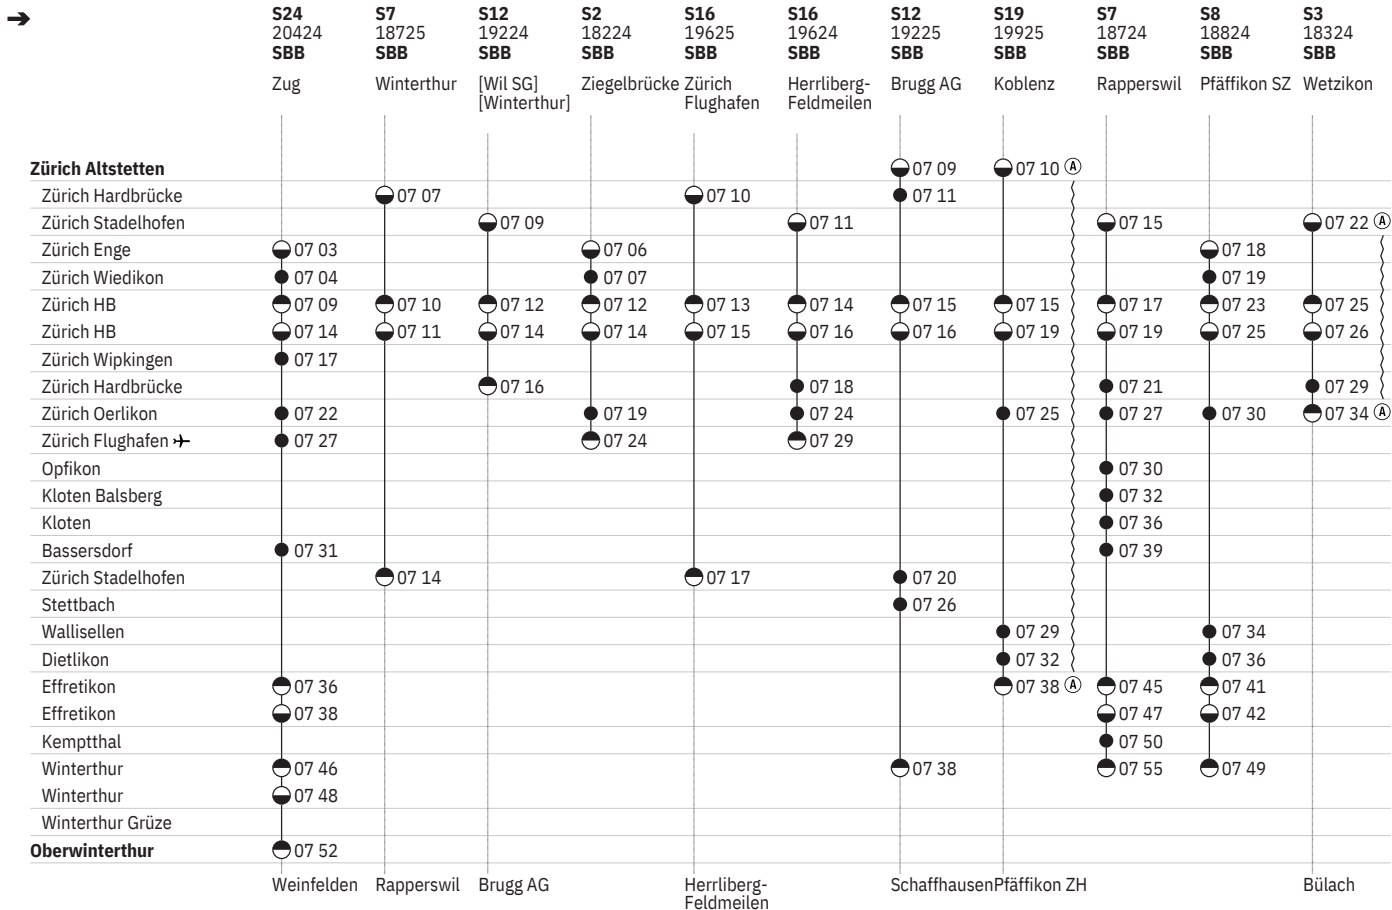 ➔ S24 S7 S12 S2 S16 S16 S12 S19 S7 S8 S3
20424 18725 19224 18224 19625 19624 19225 19925 18724 18824 18324
SBB SBB SBB SBB SBB SBB SBB SBB SBB SBB SBB
Zug Winterthur [Wil SG] Ziegelbrücke Zürich Herrliberg- Brugg AG Koblenz Rapperswil Pfäffikon SZ Wetzikon
[Winterthur] Flughafen Feldmeilen
Zürich Altstetten 07 09 07 10 Ⓐ
Zürich Hardbrücke 07 07 07 10 07 11
Zürich Stadelhofen 07 09 07 11 07 15 07 22 Ⓐ
Zürich Enge 07 03 07 06 07 18
Zürich Wiedikon 07 04 07 07 07 19
Zürich HB 07 09 07 10 07 12 07 12 07 13 07 14 07 15 07 15 07 17 07 23 07 25
Zürich HB 07 14 07 11 07 14 07 14 07 15 07 16 07 16 07 19 07 19 07 25 07 26
Zürich Wipkingen 07 17
Zürich Hardbrücke 07 16 07 18 07 21 07 29
Zürich Oerlikon 07 22 07 19 07 24 07 25 07 27 07 30 07 34 Ⓐ
Zürich Flughafen 07 27 07 24 07 29
Opfikon 07 30
Kloten Balsberg 07 32
Kloten 07 36
Bassersdorf 07 31 07 39
Zürich Stadelhofen 07 14 07 17 07 20
Stettbach 07 26
Wallisellen 07 29 07 34
Dietlikon 07 32 07 36
Effretikon 07 36 07 38 Ⓐ 07 45 07 41
Effretikon 07 38 07 47 07 42
Kemptthal 07 50
Winterthur 07 46 07 38 07 55 07 49
Winterthur 07 48
Winterthur Grüze
Oberwinterthur 07 52
Weinfelden Rapperswil Brugg AG Herrliberg- Schaffhausen Pfäffikon ZH Bülach
Feldmeilen